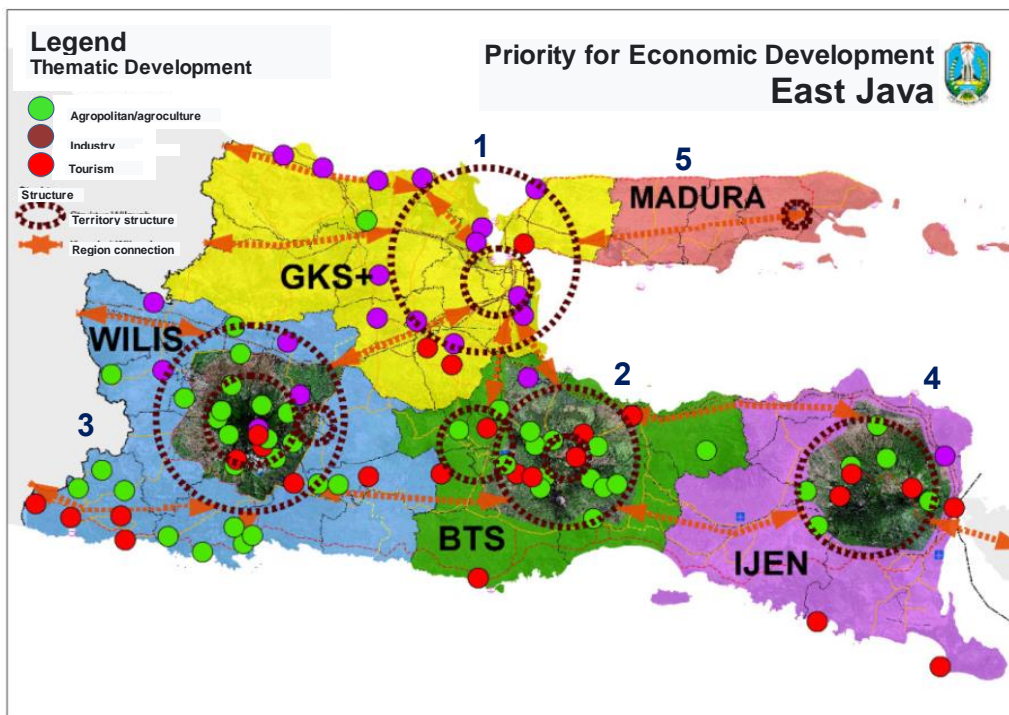 Legend
Thematic Development
Agropolitan/agroculture
Industry
Tourism
Structure
Territory structure
Region connection
Priority for Economic Development
East Java
1
5
MADURA
GKS+
WILIS
2
4
3
BTS
IJEN